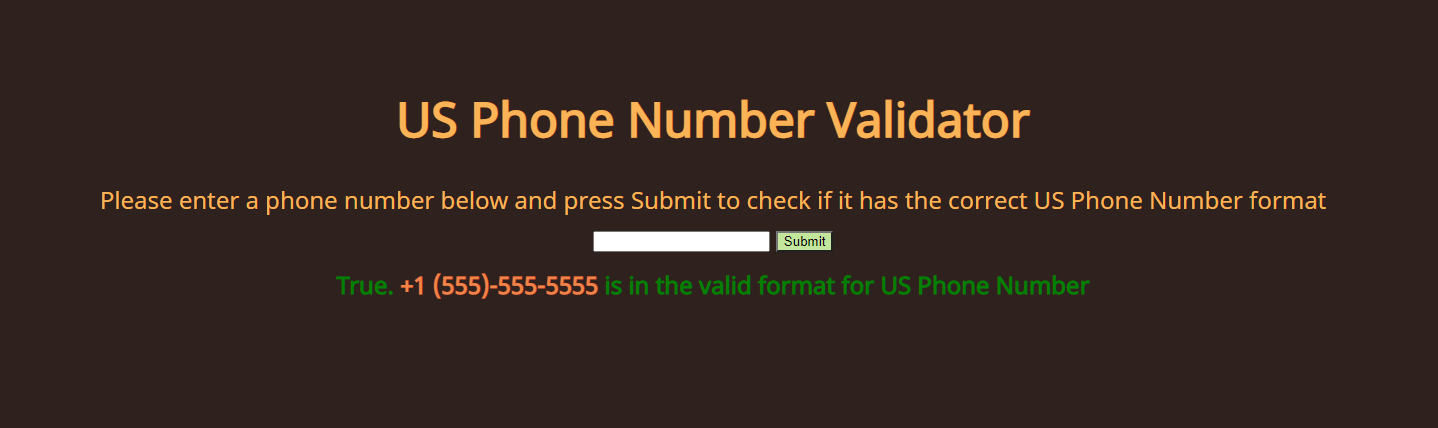 US Phone Number Validator
Please enter a phone number below and press Submit to check if it has the correct US Phone Number format
Submit
True. +1 (555)-555-5555 is in the valid format for US Phone Number